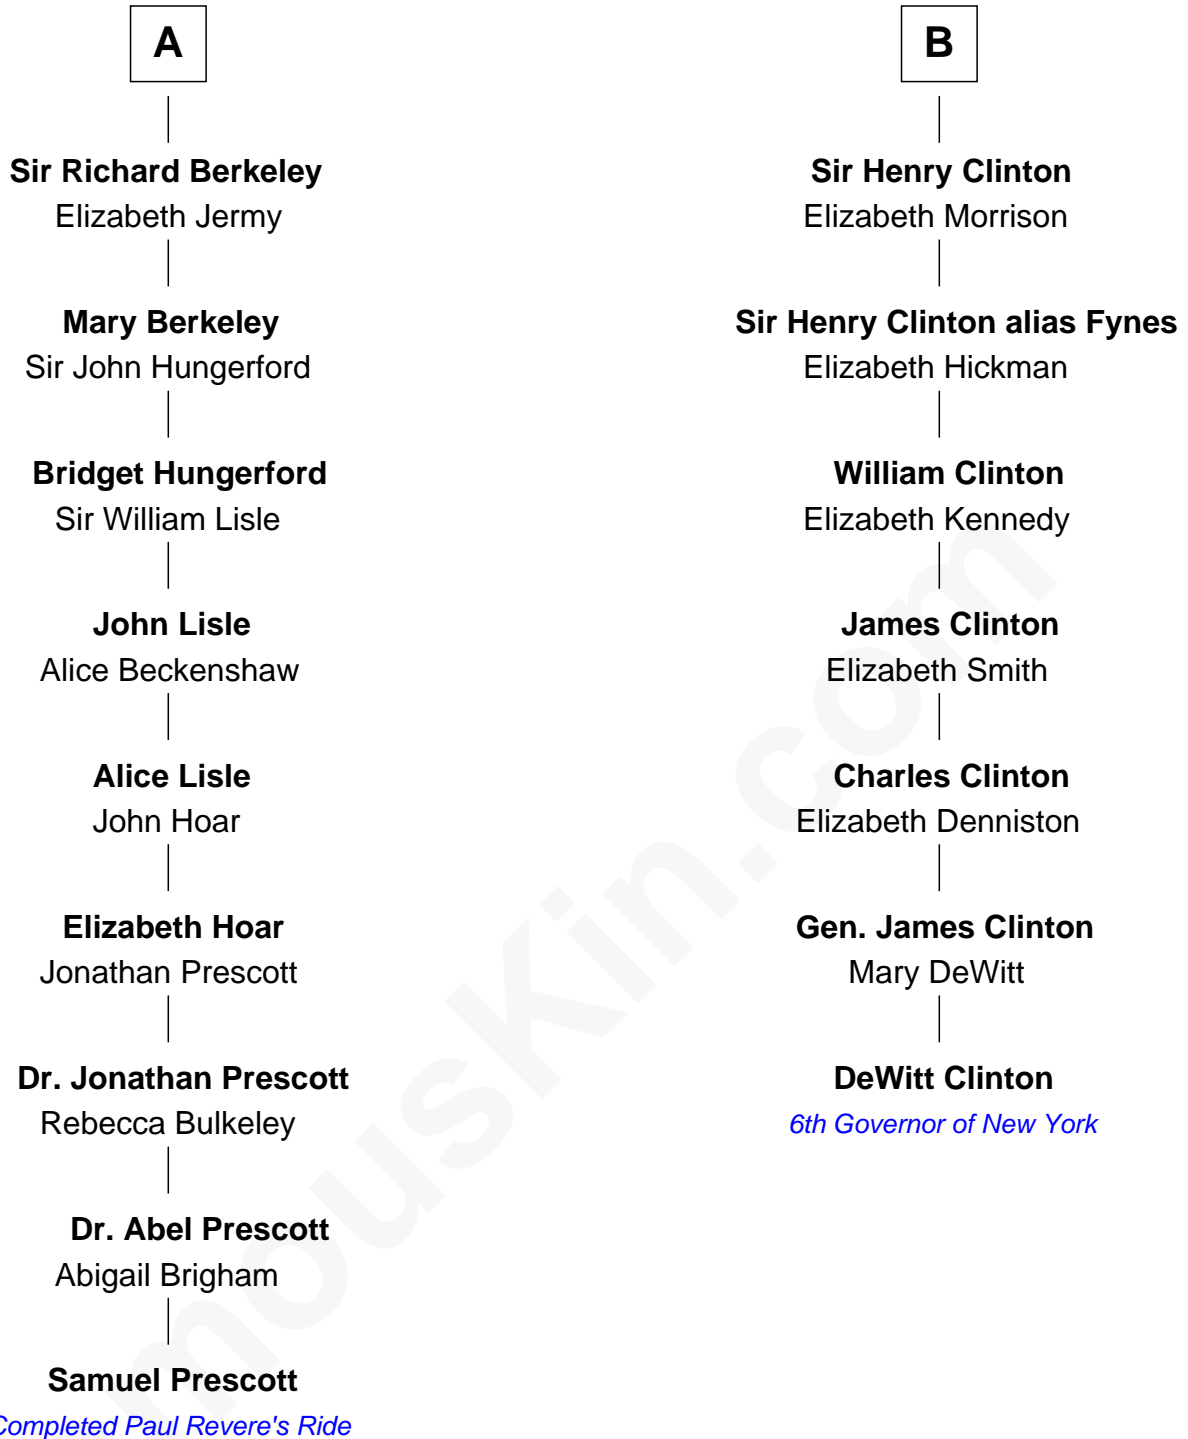 A
Sir Richard Berkeley
Elizabeth Jermy
Mary Berkeley
Sir John Hungerford
Bridget Hungerford
Sir William Lisle
John Lisle
Alice Beckenshaw
Alice Lisle
John Hoar
Elizabeth Hoar
Jonathan Prescott
Dr. Jonathan Prescott
Rebecca Bulkeley
Dr. Abel Prescott
Abigail Brigham
Samuel Prescott
Completed Paul Revere's Ride
B
Sir Henry Clinton
Elizabeth Morrison
Sir Henry Clinton alias Fynes
Elizabeth Hickman
William Clinton
Elizabeth Kennedy
James Clinton
Elizabeth Smith
Charles Clinton
Elizabeth Denniston
Gen. James Clinton
Mary DeWitt
DeWitt Clinton
6th Governor of New York
mousKin.com